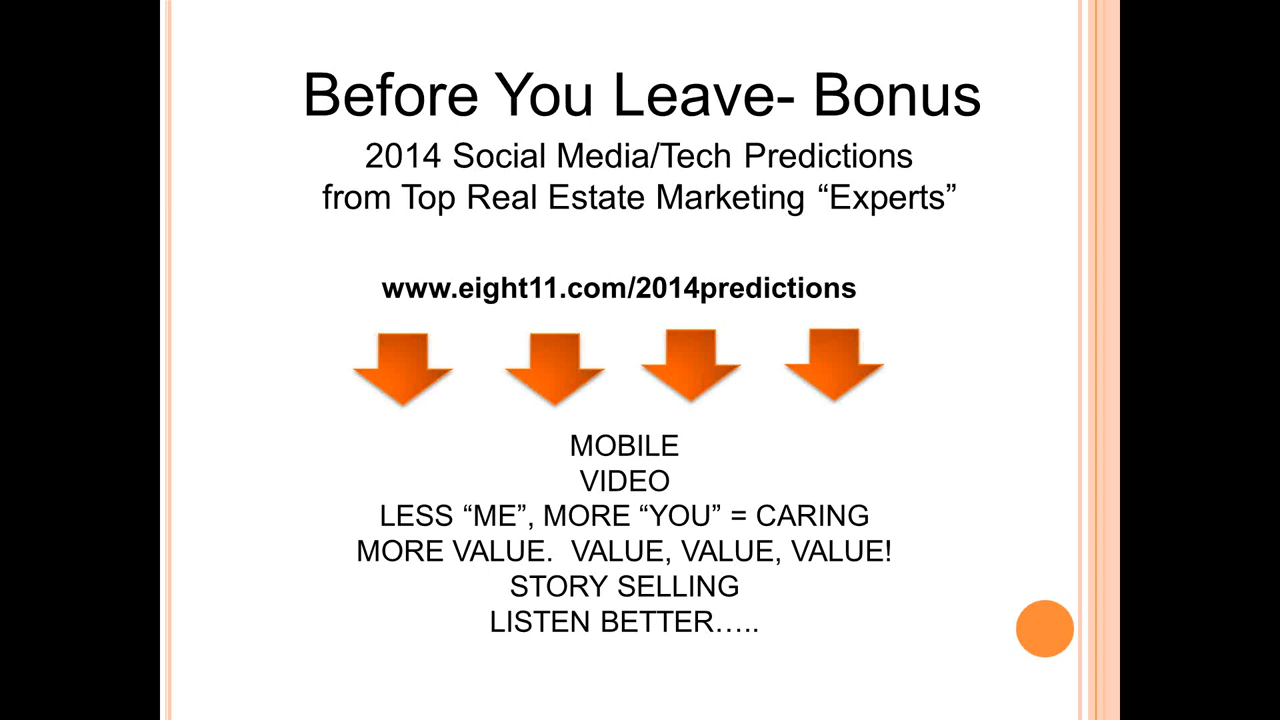 Before You Leave- Bonus
2014 Social Media/Tech Predictions
from Top Real Estate Marketing “Experts”
www.eight11.com/2014predictions
MOBILE
VIDEO
LESS “ME”, MORE “YOU” = CARING
MORE VALUE.  VALUE, VALUE, VALUE!
STORY SELLING
LISTEN BETTER…..